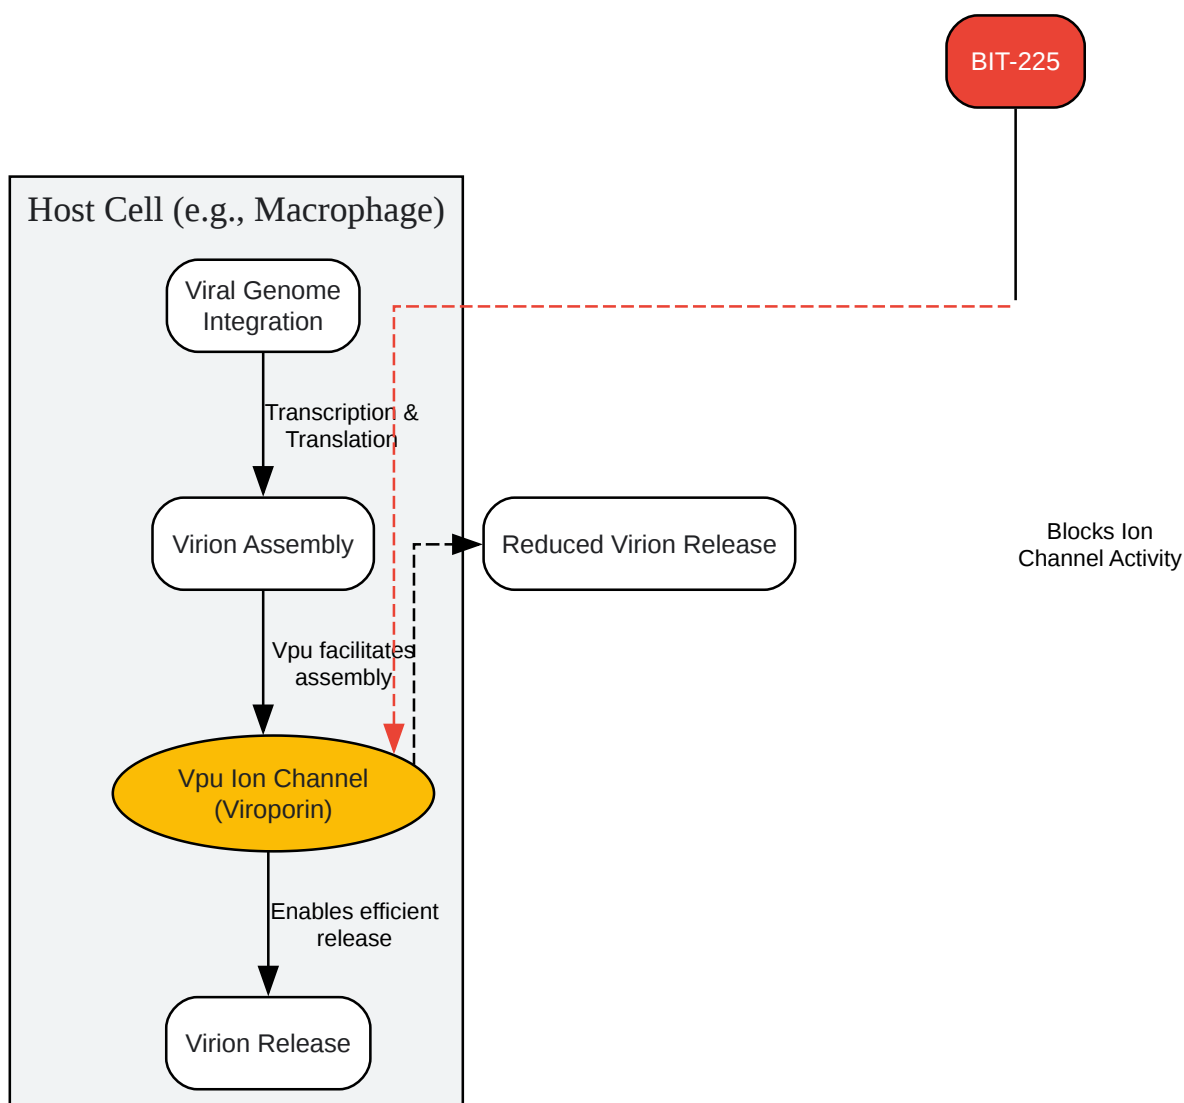 BIT-225
Host Cell (e.g., Macrophage)
Viral Genome
Integration
Transcription &
Translation
Virion Assembly
Reduced Virion Release
Blocks Ion
Channel Activity
Vpu facilitates
assembly
Vpu Ion Channel
(Viroporin)
Enables efficient
release
Virion Release